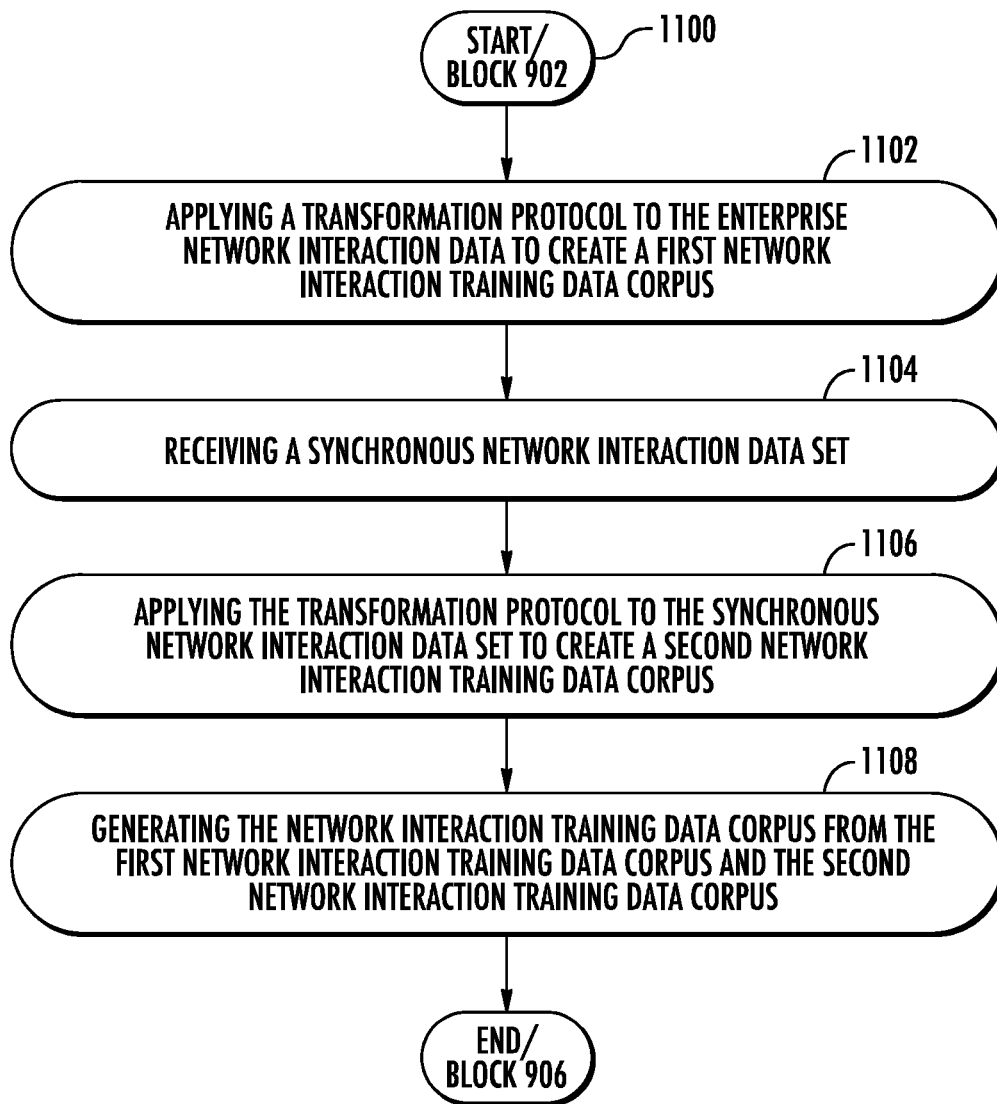 START/
BLOCK 902
1100
1102
APPLYING A TRANSFORMATION PROTOCOL TO THE ENTERPRISE
NETWORK INTERACTION DATA TO CREATE A FIRST NETWORK
INTERACTION TRAINING DATA CORPUS
1104
RECEIVING A SYNCHRONOUS NETWORK INTERACTION DATA SET
1106
APPLYING THE TRANSFORMATION PROTOCOL TO THE SYNCHRONOUS
NETWORK INTERACTION DATA SET TO CREATE A SECOND NETWORK
INTERACTION TRAINING DATA CORPUS
1108
GENERATING THE NETWORK INTERACTION TRAINING DATA CORPUS FROM THE
FIRST NETWORK INTERACTION TRAINING DATA CORPUS AND THE SECOND
NETWORK INTERACTION TRAINING DATA CORPUS
END/
BLOCK 906